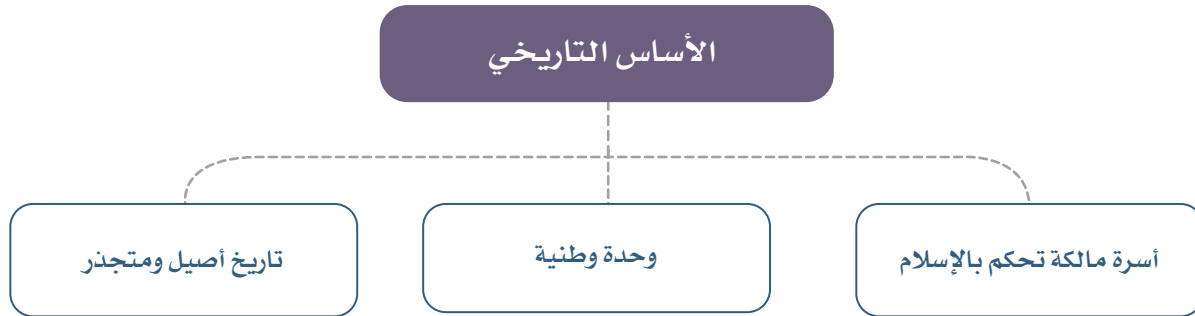 الأساس التاريخي
أسرة مالكة تحكم بالإسلام
وحدة وطنية
تاريخ أصيل ومتجذر